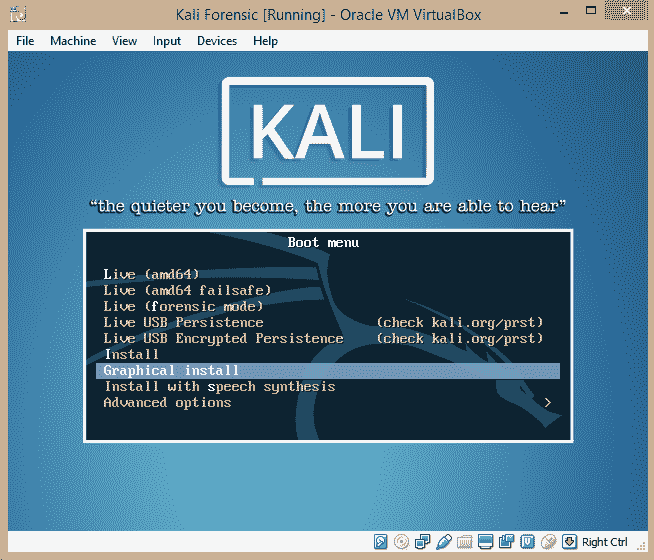 Kali Forensic [Running] - Oracle VM VirtualBox
File Machine View Input Devices Help
KALI
“the quieter you become, the more you are able to hear”
Boot menu
Live (amd64)
Live (amd64 failsafe)
Live (forensic mode)
Live USB Persistence (check kali.org/prst)
Live USB Encrypted Persistence (check kali.org/prst)
Install
Graphical install
Install with speech synthesis
Advanced options >
Right Ctrl